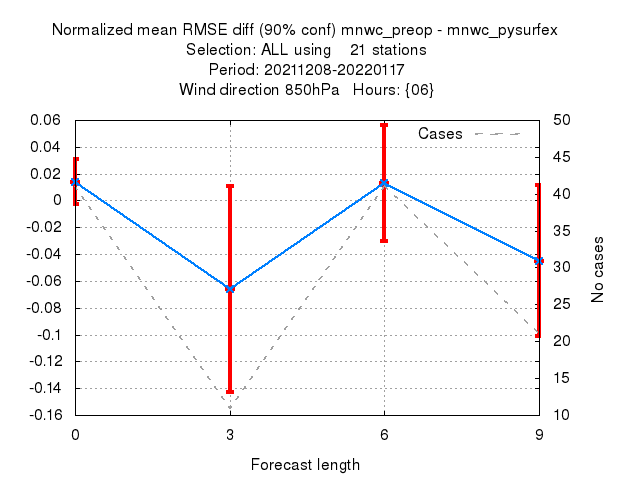 Normalized mean RMSE diff (90% conf) mnwc_preop - mnwc_pysurfex
Selection: ALL using    21 stations
Period: 20211208-20220117
Wind direction 850hPa   Hours: {06}
Cases
0.06
0.04
0.02
0
-0.02
-0.04
-0.06
-0.08
-0.1
-0.12
-0.14
-0.16
50
45
40
35
30
25
20
15
10
No cases
0 3 6 9
Forecast length